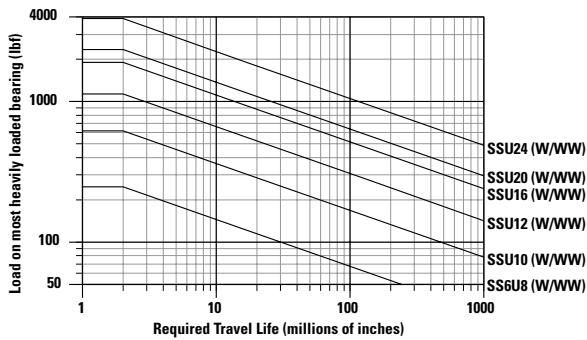 Load on most heavily loaded bearing (lbf)
4000
1000
100
50
SSU24 (W/WW)
SSU20 (W/WW)
SSU16 (W/WW)
SSU12 (W/WW)
SSU10 (W/WW)
SS6U8 (W/WW)
1 10 100 1000
Required Travel Life (millions of inches)